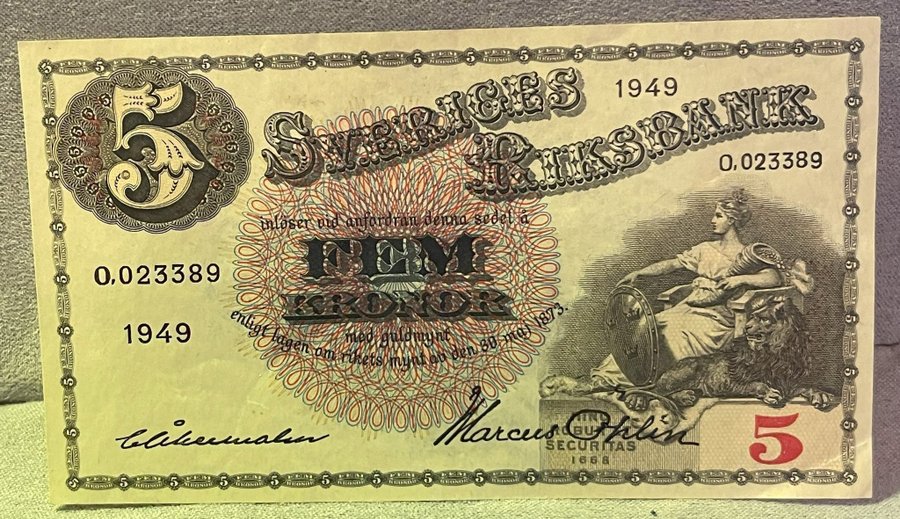 5
SVERIGES
RIKSBANK
1949
O,023389
inlöser vid anfordran denna sedel å
FEM
KRONOR
med guldmynt
enligt lagen om rikets mynt av den 30 maj 1873.
O,023389
1949
Marcus Ohlin
SECURITAS
1668
5